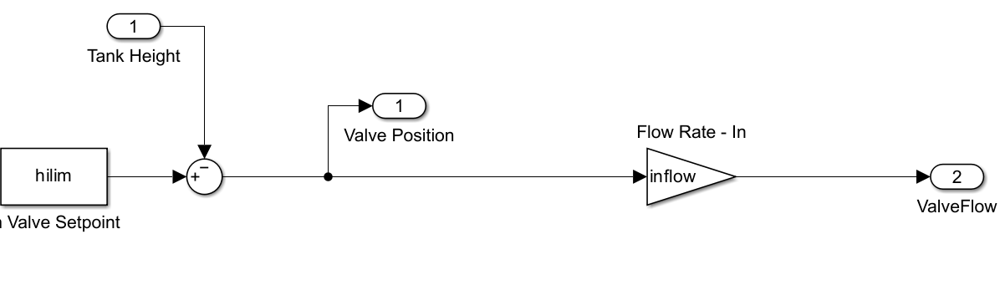 1
Tank Height
1
Valve Position
Flow Rate - In
hilim
+
−
inflow
2
Valve Setpoint
ValveFlow